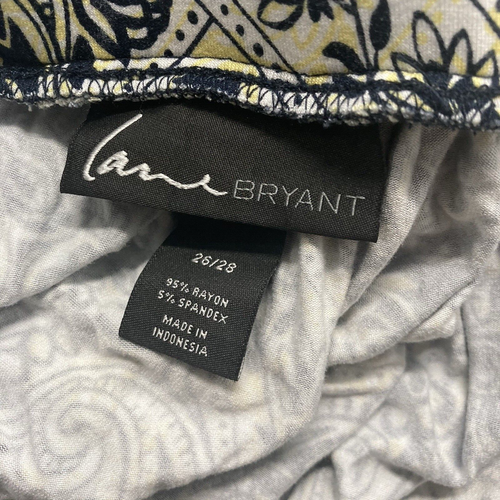 Lane BRYANT
26/28
95% RAYON
5% SPANDEX
MADE IN
INDONESIA